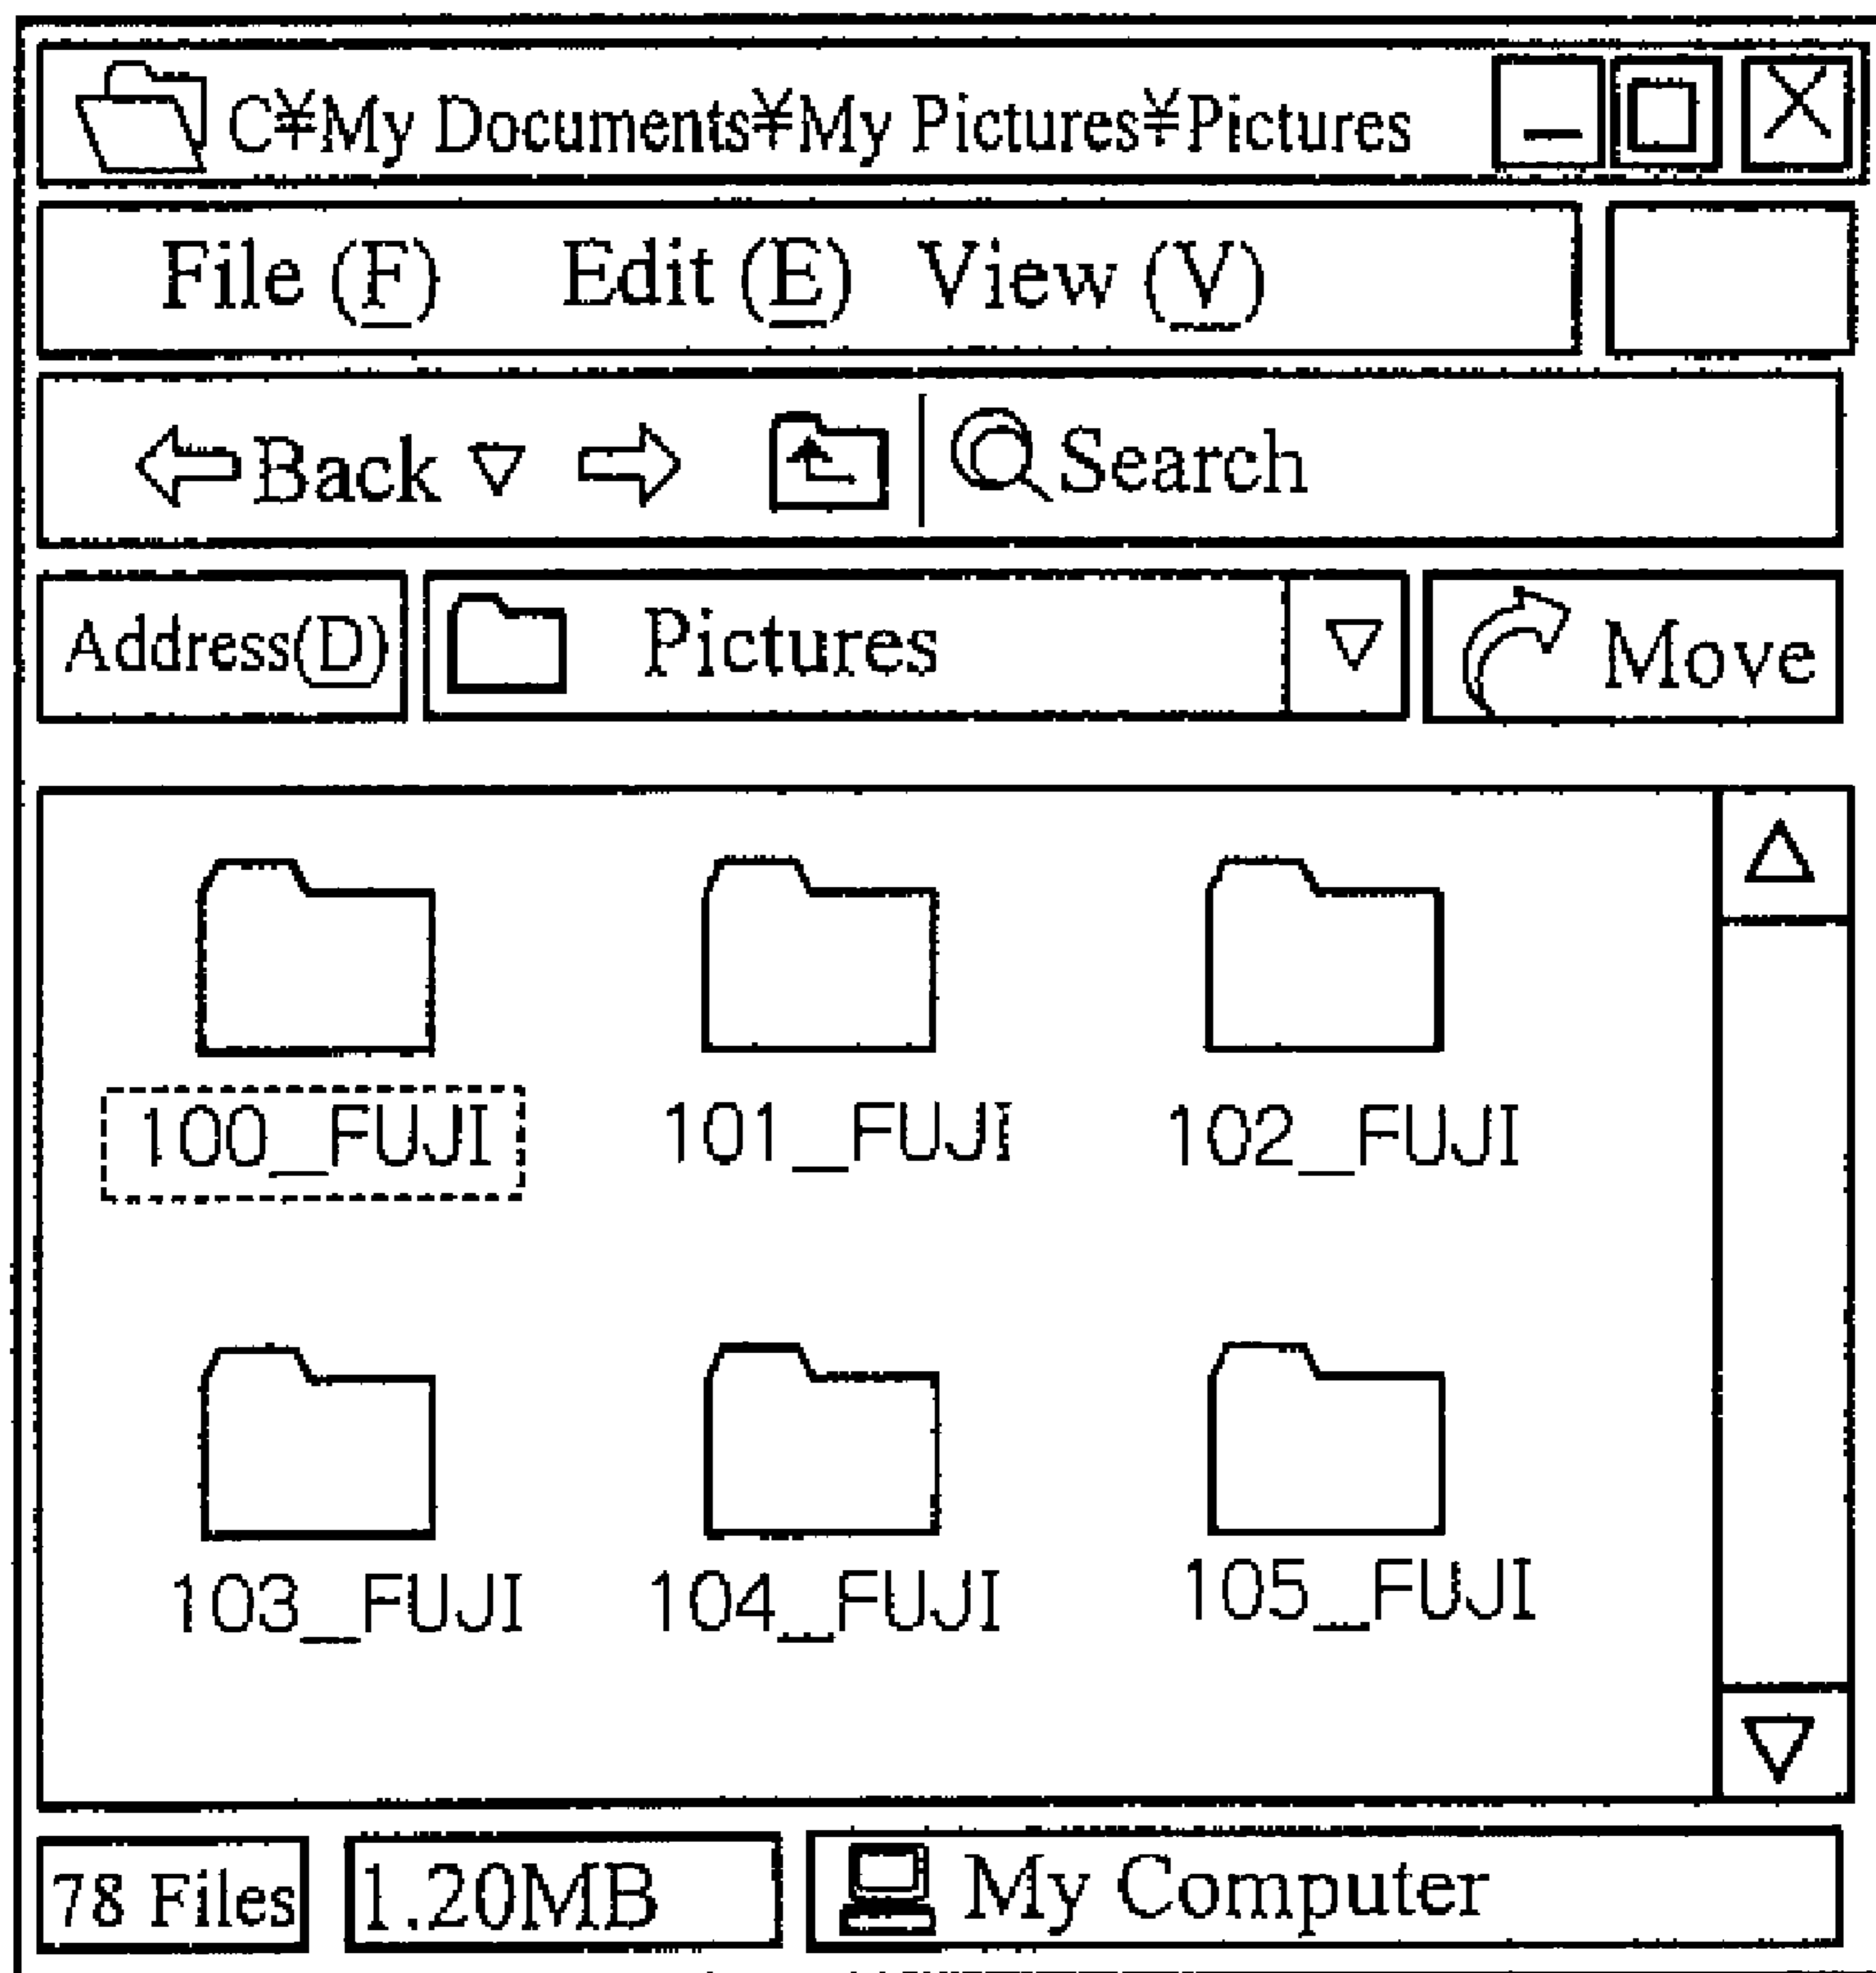 C¥My Documents¥My Pictures¥Pictures
File (F) Edit (E) View (V)
Back Search
Address(D) Pictures Move
100_FUJI 101_FUJI 102_FUJI
103_FUJI 104_FUJI 105_FUJI
78 Files 1.20MB My Computer